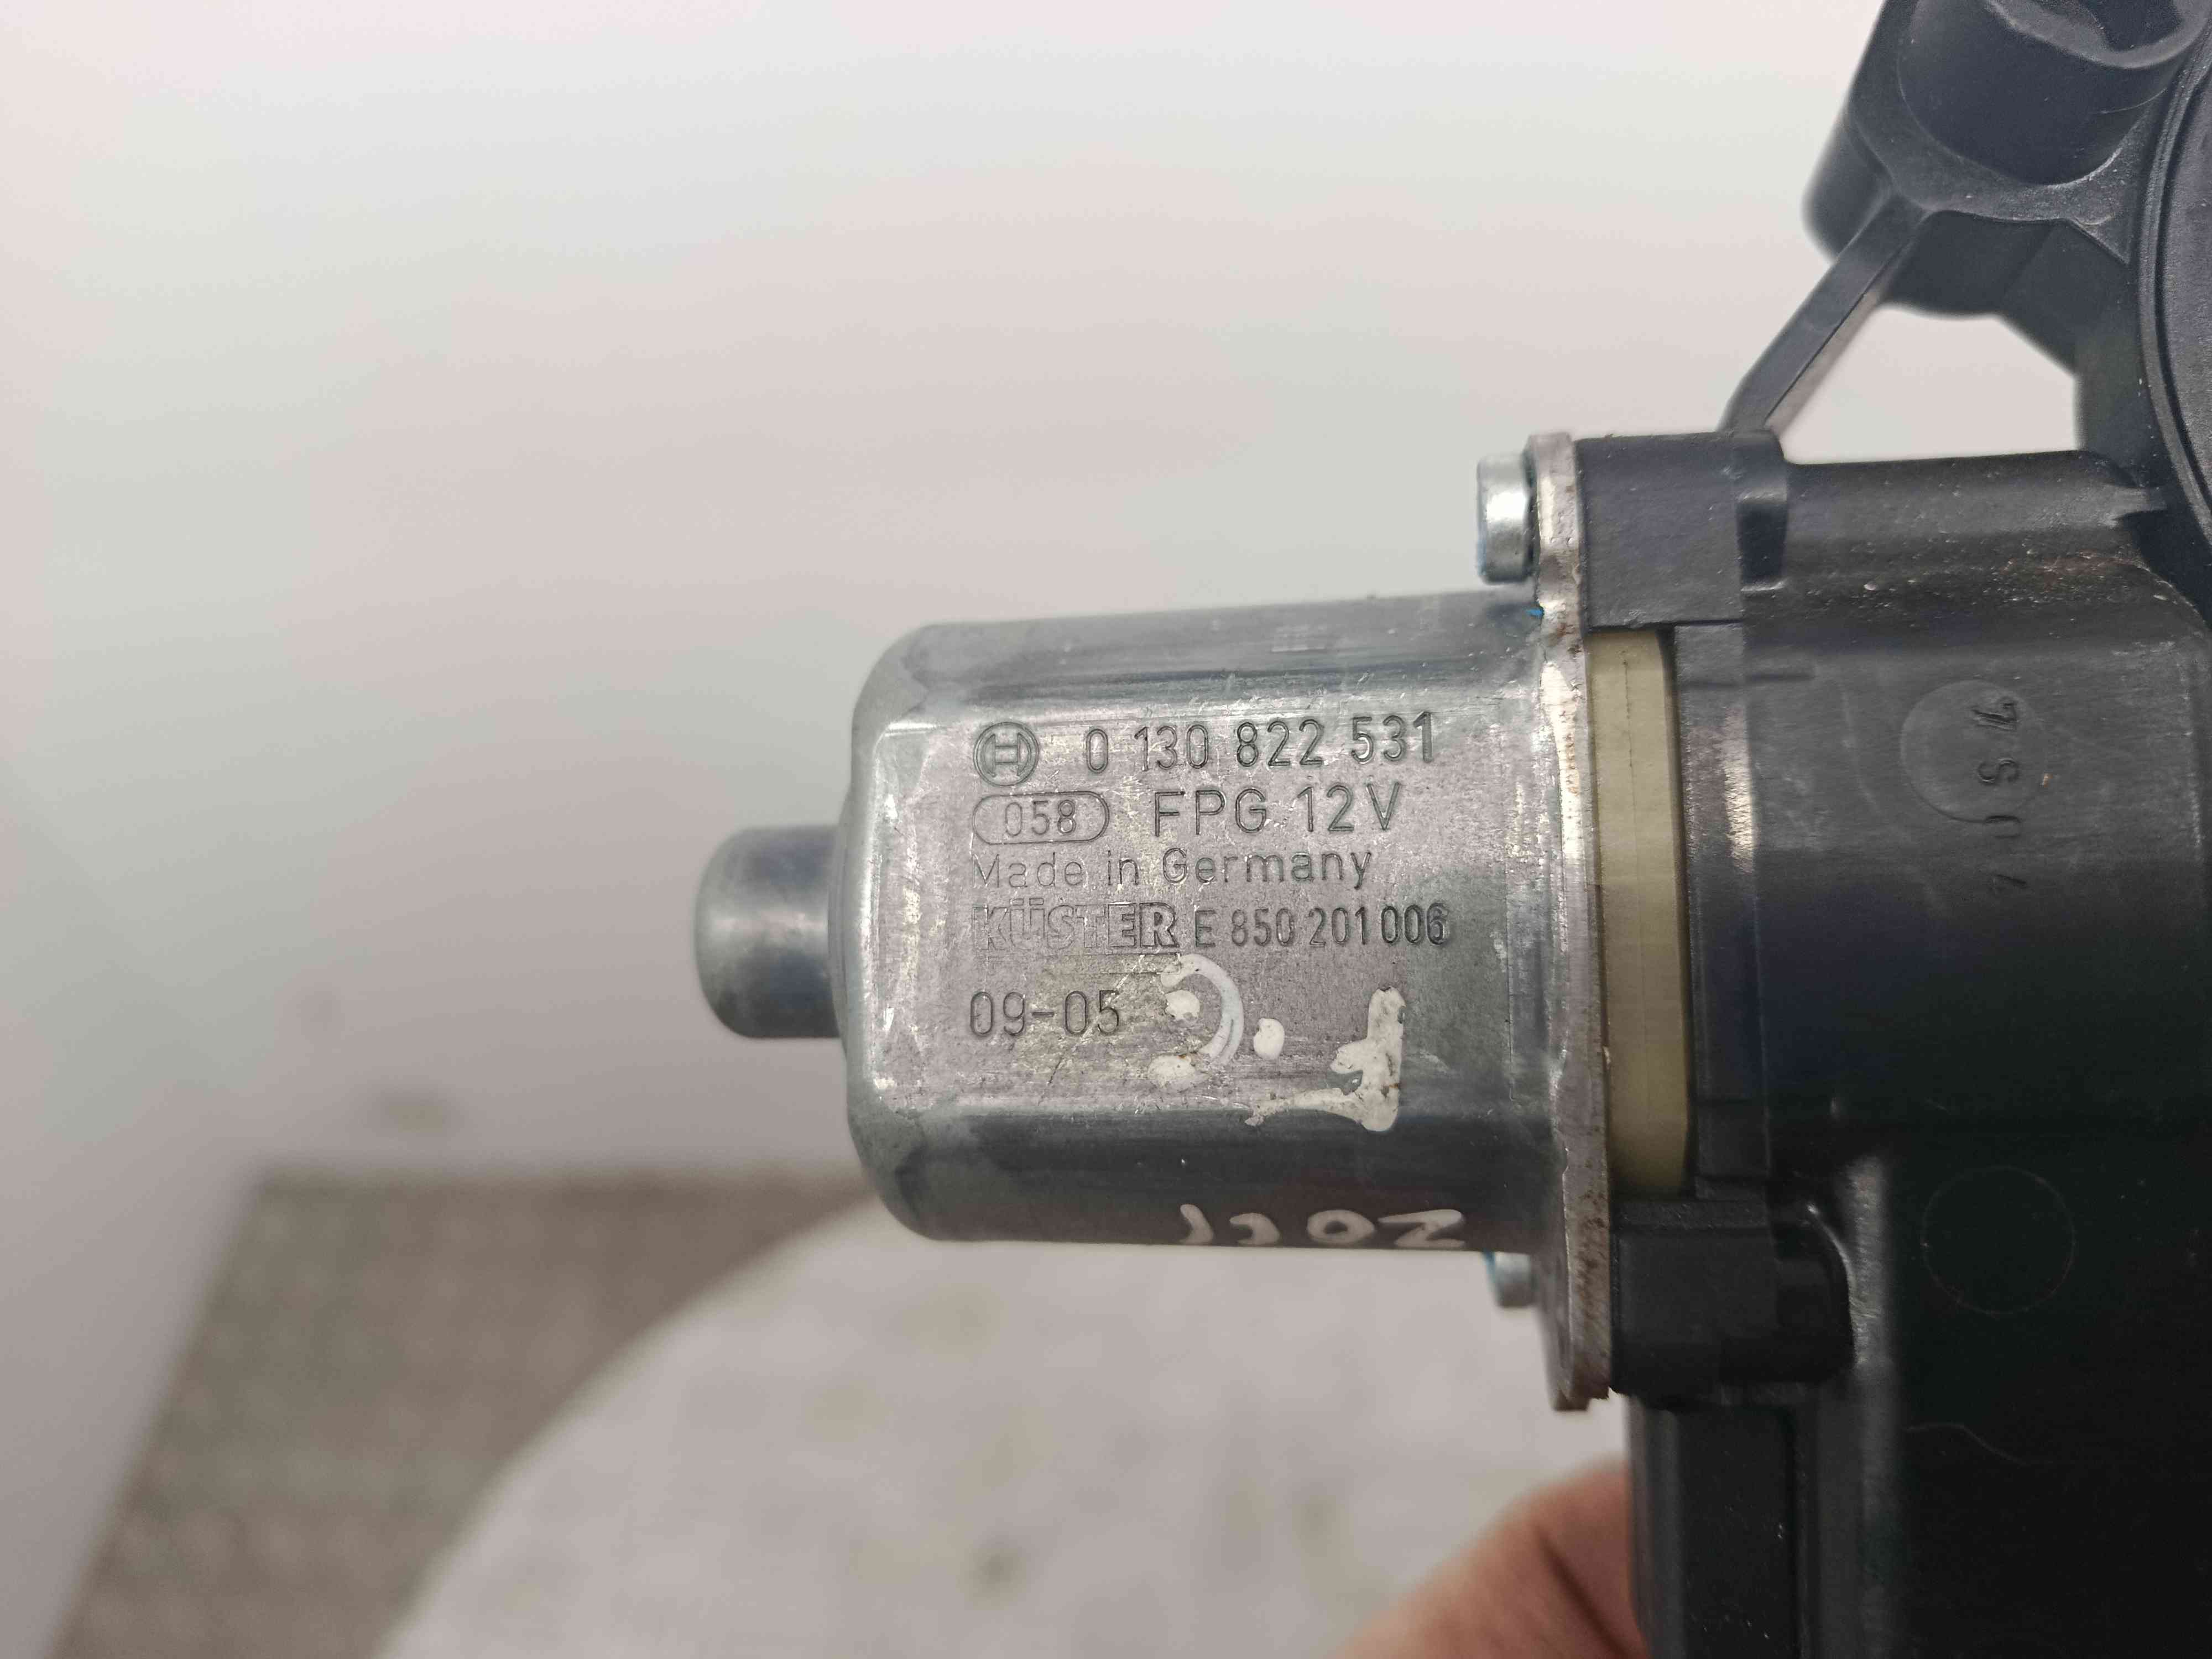 0 130 822 531
058 FPG 12V
Made in Germany
KÜSTER E 850 201 006
09-05